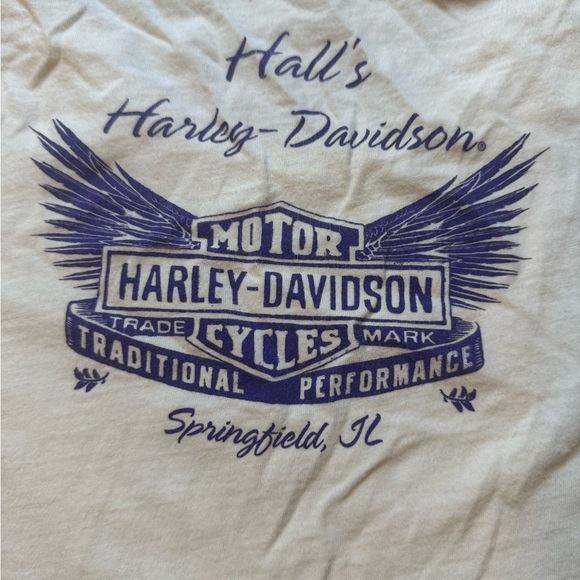 Hall's
Harley-Davidson®
MOTOR
HARLEY-DAVIDSON
TRADE CYCLES MARK
TRADITIONAL PERFORMANCE
Springfield, IL